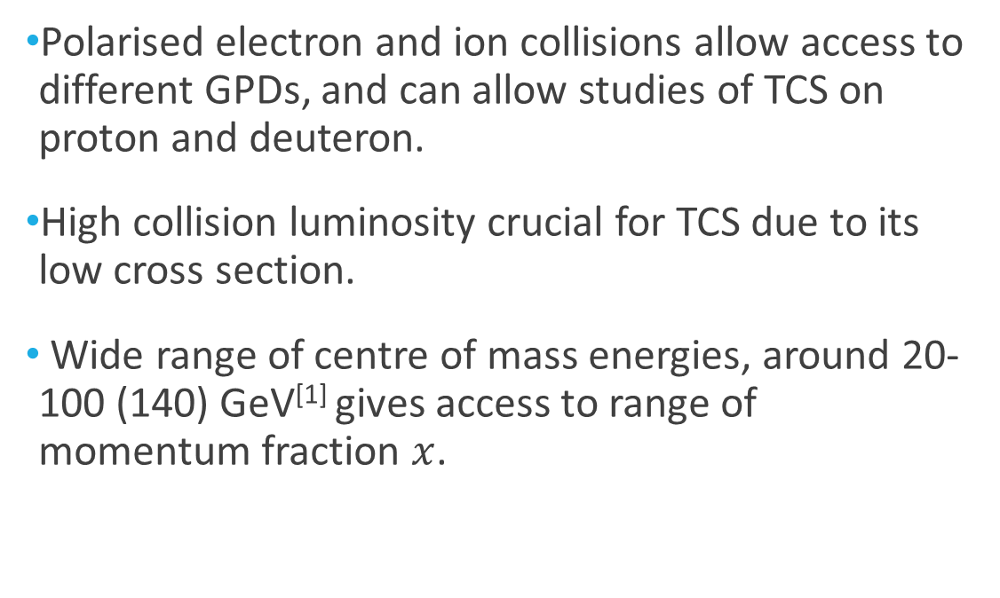 •Polarised electron and ion collisions allow access to
different GPDs, and can allow studies of TCS on
proton and deuteron.
•High collision luminosity crucial for TCS due to its
low cross section.
• Wide range of centre of mass energies, around 20-
100 (140) GeV[1] gives access to range of
momentum fraction 𝑥.